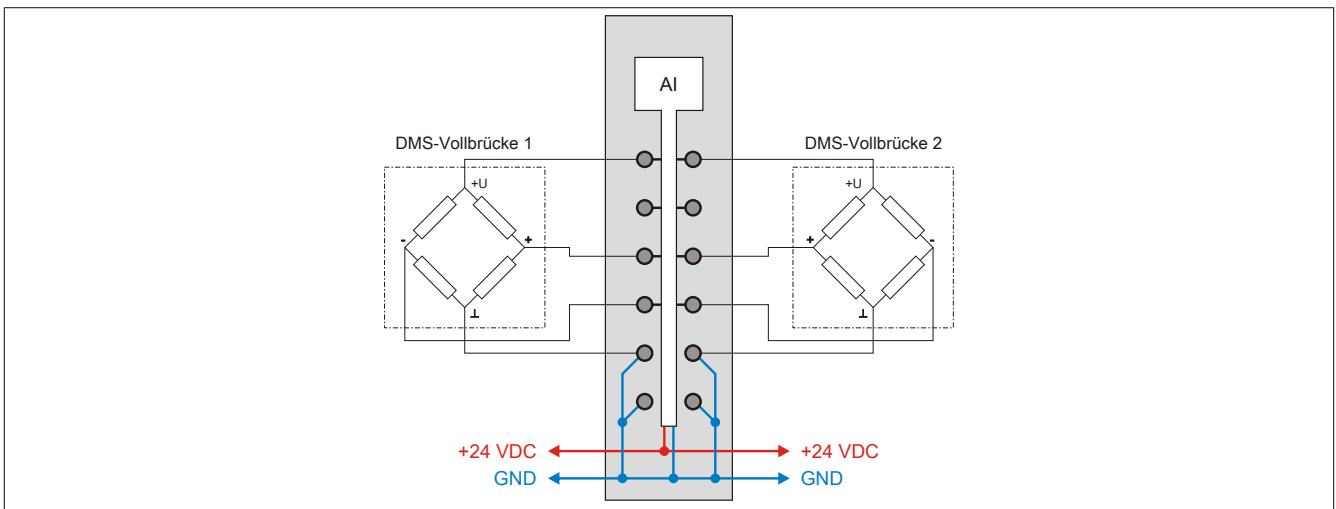 AI
DMS-Vollbrücke 1
DMS-Vollbrücke 2
+U
+U
-
+
+
-
⊥
⊥
+24 VDC
+24 VDC
GND
GND